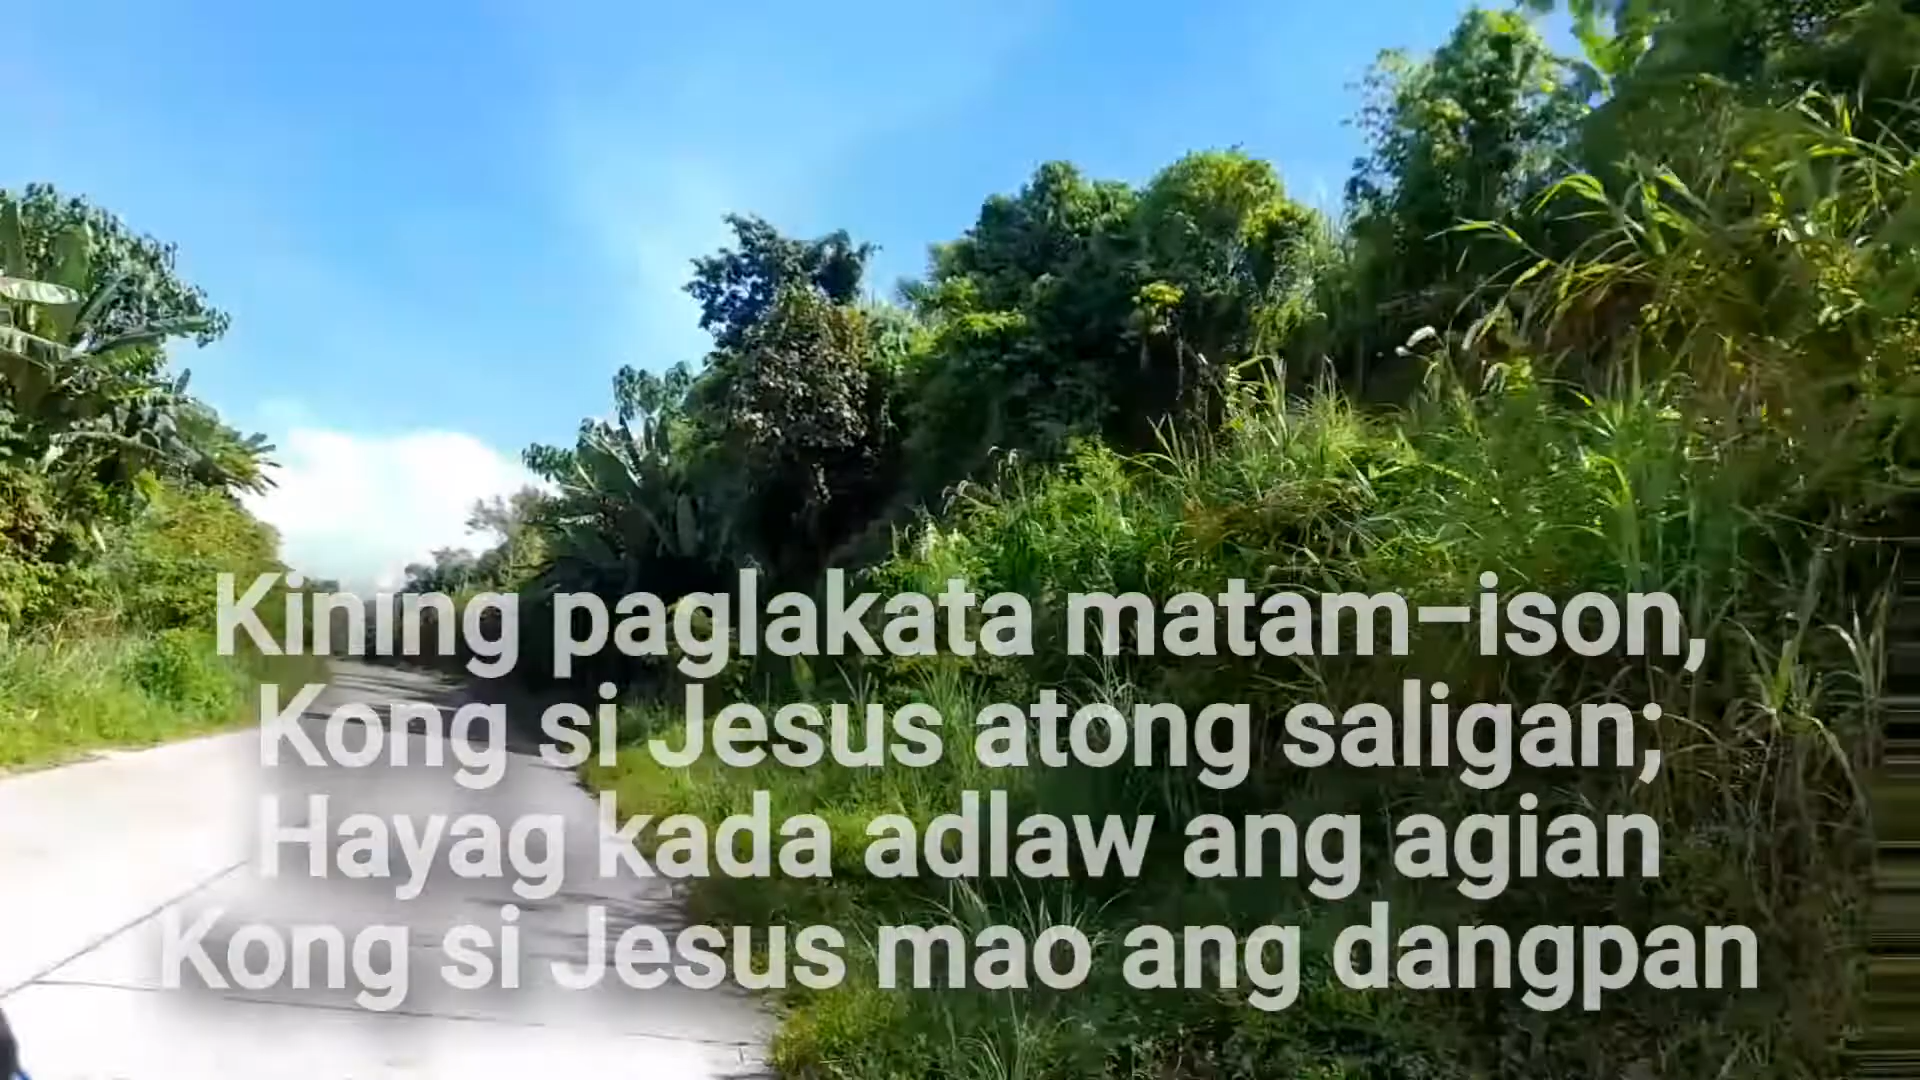 Kining paglakata matam-ison,
Kong si Jesus atong saligan;
Hayag kada adlaw ang agian
Kong si Jesus mao ang dangpan